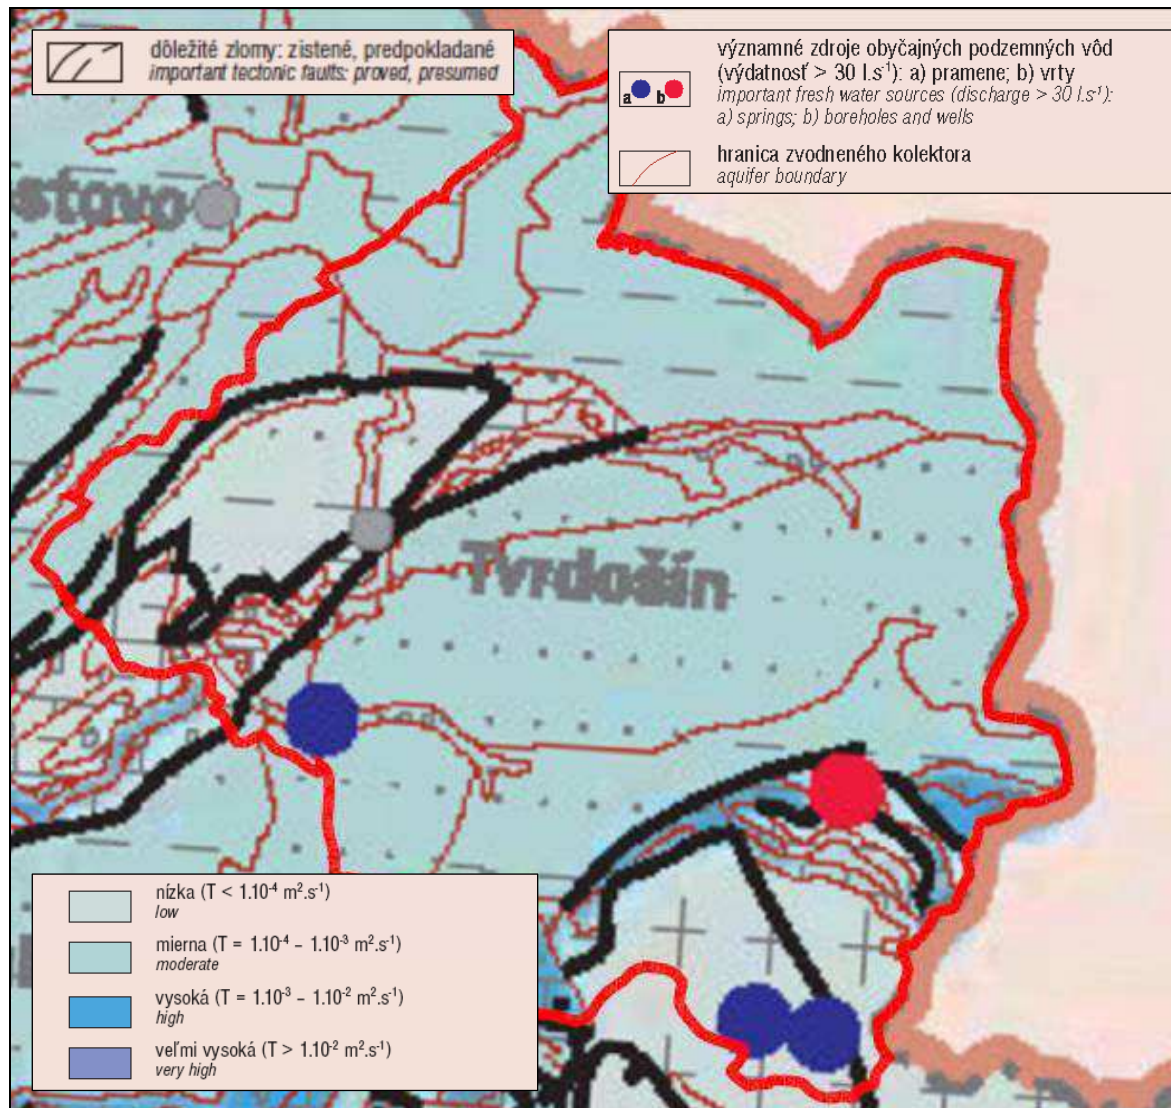 dôležité zlomy: zistené, predpokladané
important tectonic faults: proved, presumed
významné zdroje obyčajných podzemných vôd
(výdatnosť > 30 l.s⁻¹): a) pramene; b) vrty
important fresh water sources (discharge > 30 l.s⁻¹):
a) springs; b) boreholes and wells
a b
hranica zvodneného kolektora
aquifer boundary
stovo
Tvrdošín
nízka (T < 1.10⁻⁴ m².s⁻¹)
low
mierna (T = 1.10⁻⁴ – 1.10⁻³ m².s⁻¹)
moderate
vysoká (T = 1.10⁻³ – 1.10⁻² m².s⁻¹)
high
veľmi vysoká (T > 1.10⁻² m².s⁻¹)
very high